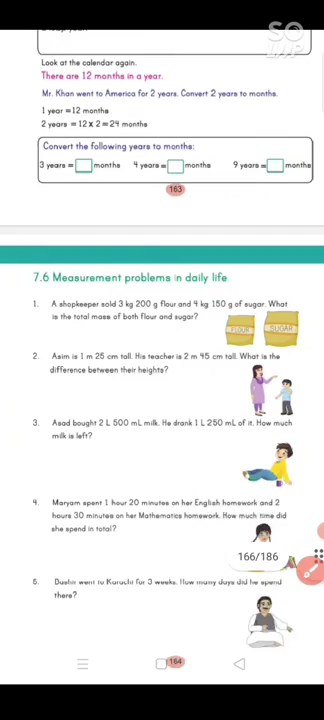 SO
Look at the calendar again.
There are 12 months in a year.
Mr. Khan went to America for 2 years. Convert 2 years to months.
1 year =12 months
2 years =12 x 2=24 months
Convert the following years to months:
3 years = months 4 years = months 9 years = months
163
7.6 Measurement problems in daily life
1. A shopkeeper sold 3 kg 200 g flour and 4 kg 150 g of sugar. What
is the total mass of both flour and sugar?
FLOUR
SUGAR
2. Asim is 1 m 25 cm tall. His teacher is 2 m 45 cm tall. What is the
difference between their heights?
3. Asad bought 2 L 500 mL milk. He drank 1 L 250 mL of it. How much
milk is left?
4. Maryam spent 1 hour 20 minutes on her English homework and 2
hours 30 minutes on her Mathematics homework. How much time did
she spend in total?
166/186
went to Karachi for 3 weeks. How many days did he spend
there?
164